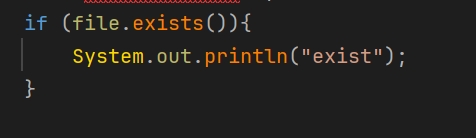 if (file.exists()){
    System.out.println("exist");
}